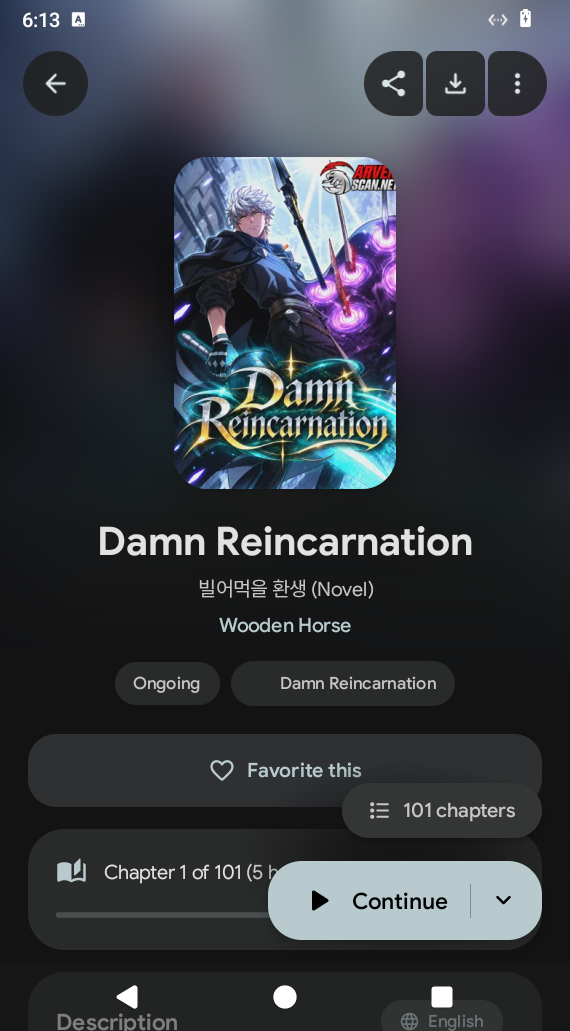 6:13
A
ARVEN
SCAN.NET
Damn
Reincarnation
Damn Reincarnation
빌어먹을 환생 (Novel)
Wooden Horse
Ongoing
Damn Reincarnation
Favorite this
101 chapters
Chapter 1 of 101 (5 h
Continue
Description
English